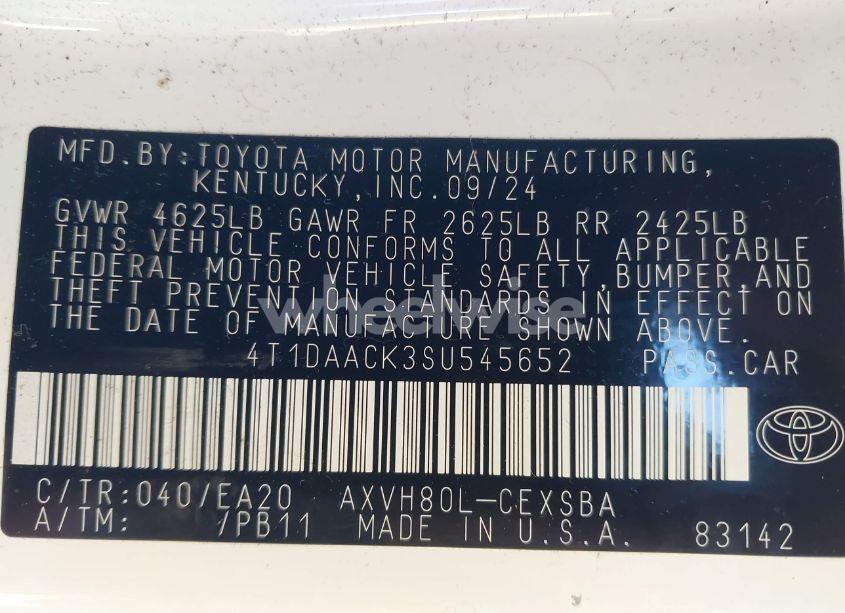 MFD.BY:TOYOTA MOTOR MANUFACTURING,
KENTUCKY,INC.09/24
GVWR 4625LB GAWR FR 2625LB RR 2425LB
THIS VEHICLE CONFORMS TO ALL APPLICABLE
FEDERAL MOTOR VEHICLE SAFETY,BUMPER,AND
THEFT PREVENTION STANDARDS IN EFFECT ON
wheelwise
THE DATE OF MANUFACTURE SHOWN ABOVE.
4T1DAACK3SU545652 PASS.CAR
C/TR:040/EA20 AXVH80L-CEXSBA
A/TM: /PB11 MADE IN U.S.A. 83142